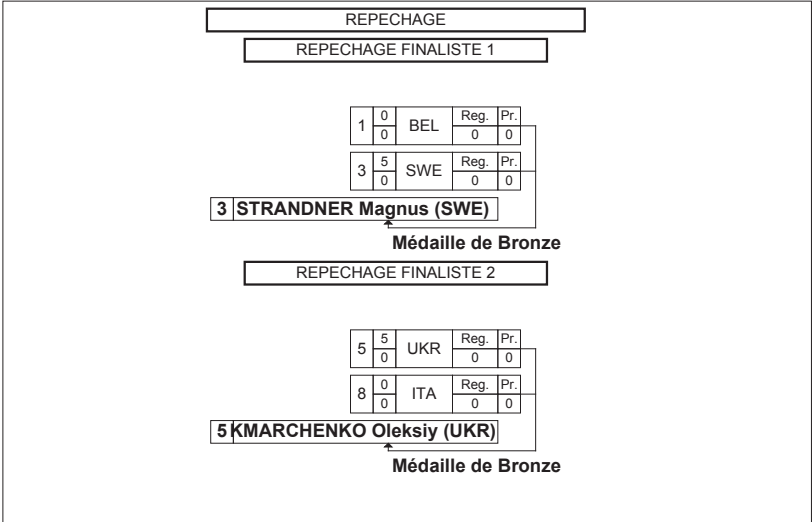 REPECHAGE
REPECHAGE FINALISTE 1
1 0 BEL Reg. Pr.
0 0 0
3 5 SWE Reg. Pr.
0 0 0
3 STRANDNER Magnus (SWE)
Médaille de Bronze
REPECHAGE FINALISTE 2
5 5 UKR Reg. Pr.
0 0 0
8 0 ITA Reg. Pr.
0 0 0
5 KMARCHENKO Oleksiy (UKR)
Médaille de Bronze